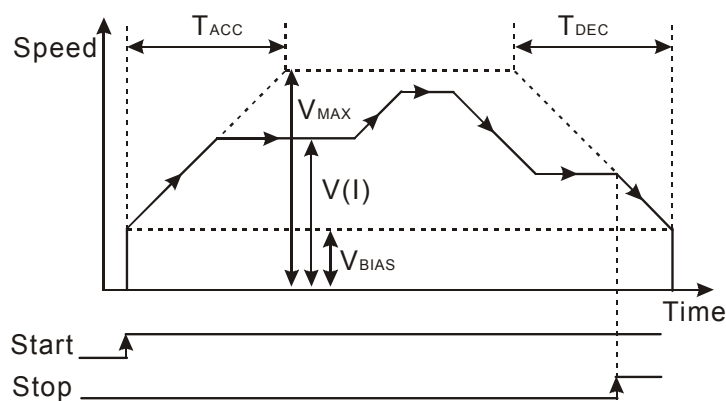 TACC
TDEC
Speed
VMAX
V(I)
VBIAS
Time
Start
Stop